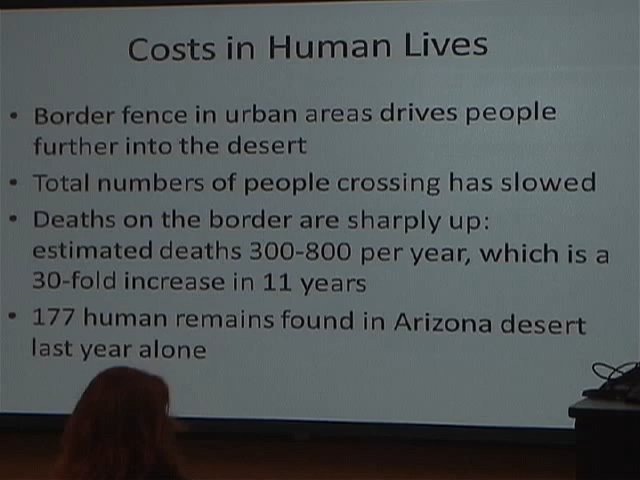 Costs in Human Lives
• Border fence in urban areas drives people
further into the desert
• Total numbers of people crossing has slowed
• Deaths on the border are sharply up:
estimated deaths 300-800 per year, which is a
30-fold increase in 11 years
• 177 human remains found in Arizona desert
last year alone